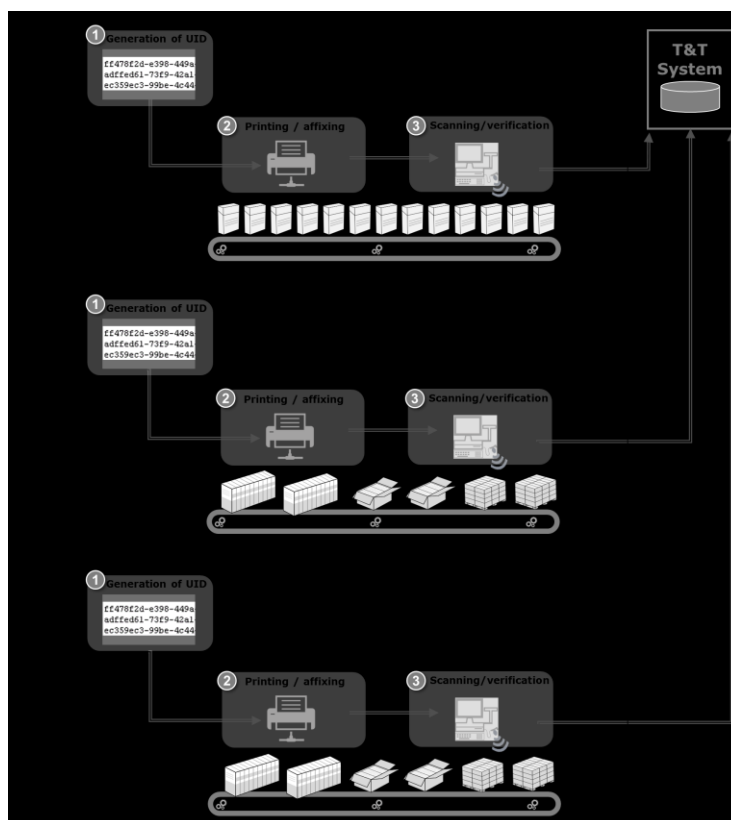 1
Generation of UID
ff478f2d-e398-449a
adffed61-73f9-42a1
ec359ec3-99be-4c44
T&T
System
2
Printing / affixing
3
Scanning/verification
1
Generation of UID
ff478f2d-e398-449a
adffed61-73f9-42a1
ec359ec3-99be-4c44
2
Printing / affixing
3
Scanning/verification
1
Generation of UID
ff478f2d-e398-449a
adffed61-73f9-42a1
ec359ec3-99be-4c44
2
Printing / affixing
3
Scanning/verification